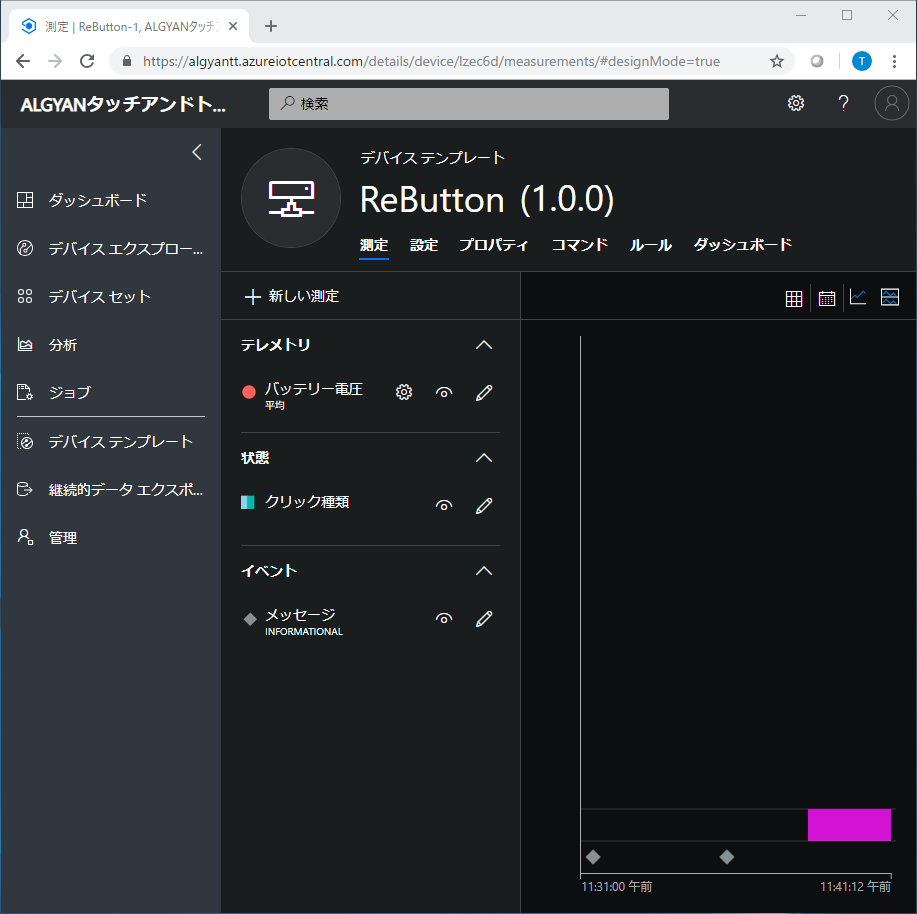 測定 | ReButton-1, ALGYANタッチ
https://algyantt.azureiotcentral.com/details/device/lzec6d/measurements/#designMode=true
T
ALGYANタッチアンドト...
検索
?
デバイス テンプレート
ReButton (1.0.0)
測定 設定 プロパティ コマンド ルール ダッシュボード
ダッシュボード
デバイス エクスプロー...
デバイス セット
分析
ジョブ
デバイス テンプレート
継続的データ エクスポ...
管理
新しい測定
テレメトリ
バッテリー電圧
平均
状態
クリック種類
イベント
メッセージ
INFORMATIONAL
11:31:00 午前
11:41:12 午前